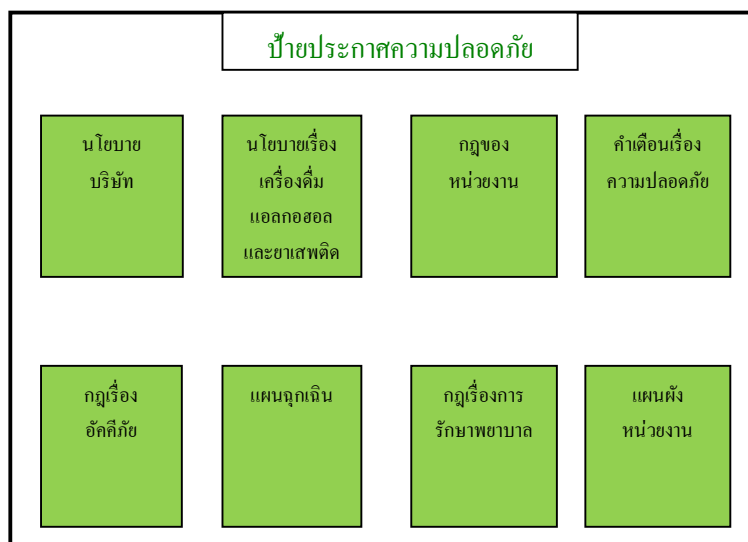 ป้ายประกาศความปลอดภัย
นโยบาย
บริษัท
นโยบายเรื่อง
เครื่องดื่ม
แอลกอฮอล
และยาเสพติด
กฎของ
หน่วยงาน
คำเตือนเรื่อง
ความปลอดภัย
กฎเรื่อง
อัคคีภัย
แผนฉุกเฉิน
กฎเรื่องการ
รักษาพยาบาล
แผนผัง
หน่วยงาน